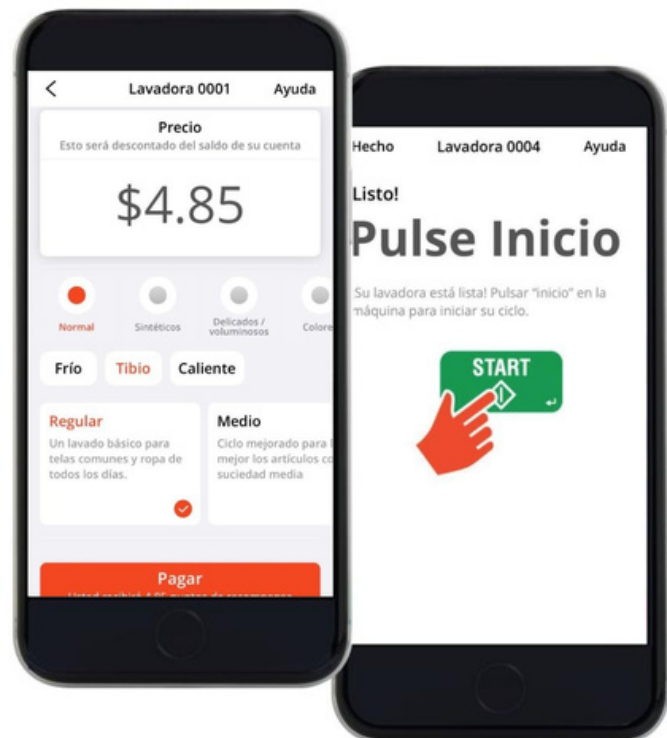 Lavadora 0001
Ayuda
Precio
Esto será descontado del saldo de su cuenta
$4.85
Normal
Sintéticos
Delicados /
voluminosos
Colore
Frío
Tibio
Caliente
Regular
Un lavado básico para
telas comunes y ropa de
todos los días.
Medio
Ciclo mejorado para l
mejor los artículos co
suciedad media
Pagar
Hecho
Lavadora 0004
Ayuda
Listo!
Pulse Inicio
Su lavadora está lista! Pulsar "inicio" en la
máquina para iniciar su ciclo.
START